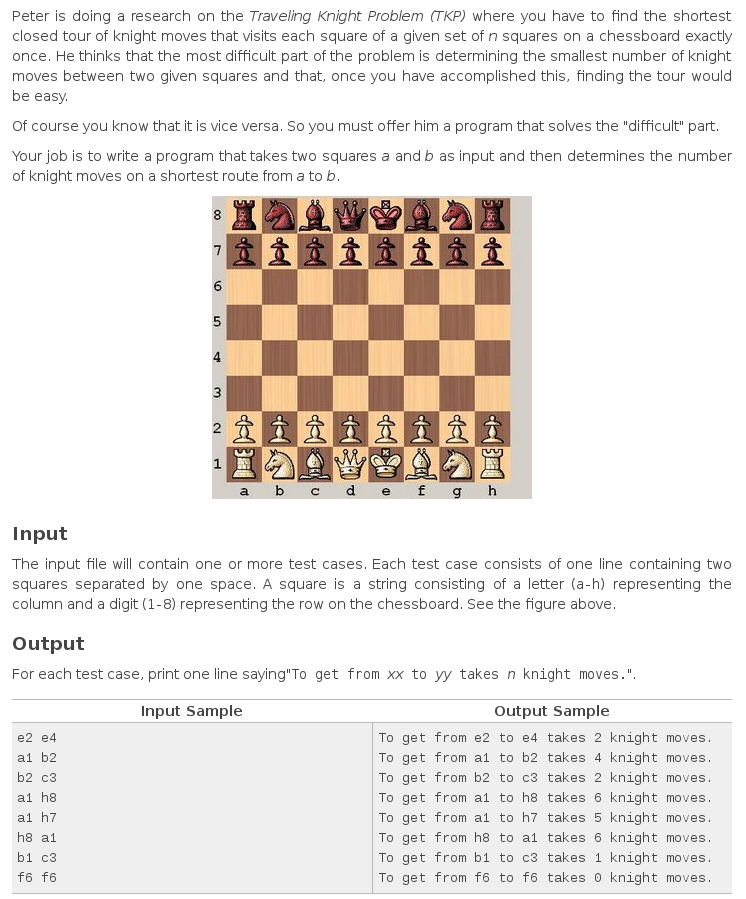 Peter is doing a research on the Traveling Knight Problem (TKP) where you have to find the shortest
closed tour of knight moves that visits each square of a given set of n squares on a chessboard exactly
once. He thinks that the most difficult part of the problem is determining the smallest number of knight
moves between two given squares and that, once you have accomplished this, finding the tour would
be easy.
Of course you know that it is vice versa. So you must offer him a program that solves the "difficult" part.
Your job is to write a program that takes two squares a and b as input and then determines the number
of knight moves on a shortest route from a to b.
8
7
6
5
4
3
2
1
a b c d e f g h
Input
The input file will contain one or more test cases. Each test case consists of one line containing two
squares separated by one space. A square is a string consisting of a letter (a-h) representing the
column and a digit (1-8) representing the row on the chessboard. See the figure above.
Output
For each test case, print one line saying"To get from xx to yy takes n knight moves.".
Input Sample Output Sample
e2 e4 To get from e2 to e4 takes 2 knight moves.
a1 b2 To get from a1 to b2 takes 4 knight moves.
b2 c3 To get from b2 to c3 takes 2 knight moves.
a1 h8 To get from a1 to h8 takes 6 knight moves.
a1 h7 To get from a1 to h7 takes 5 knight moves.
h8 a1 To get from h8 to a1 takes 6 knight moves.
b1 c3 To get from b1 to c3 takes 1 knight moves.
f6 f6 To get from f6 to f6 takes 0 knight moves.